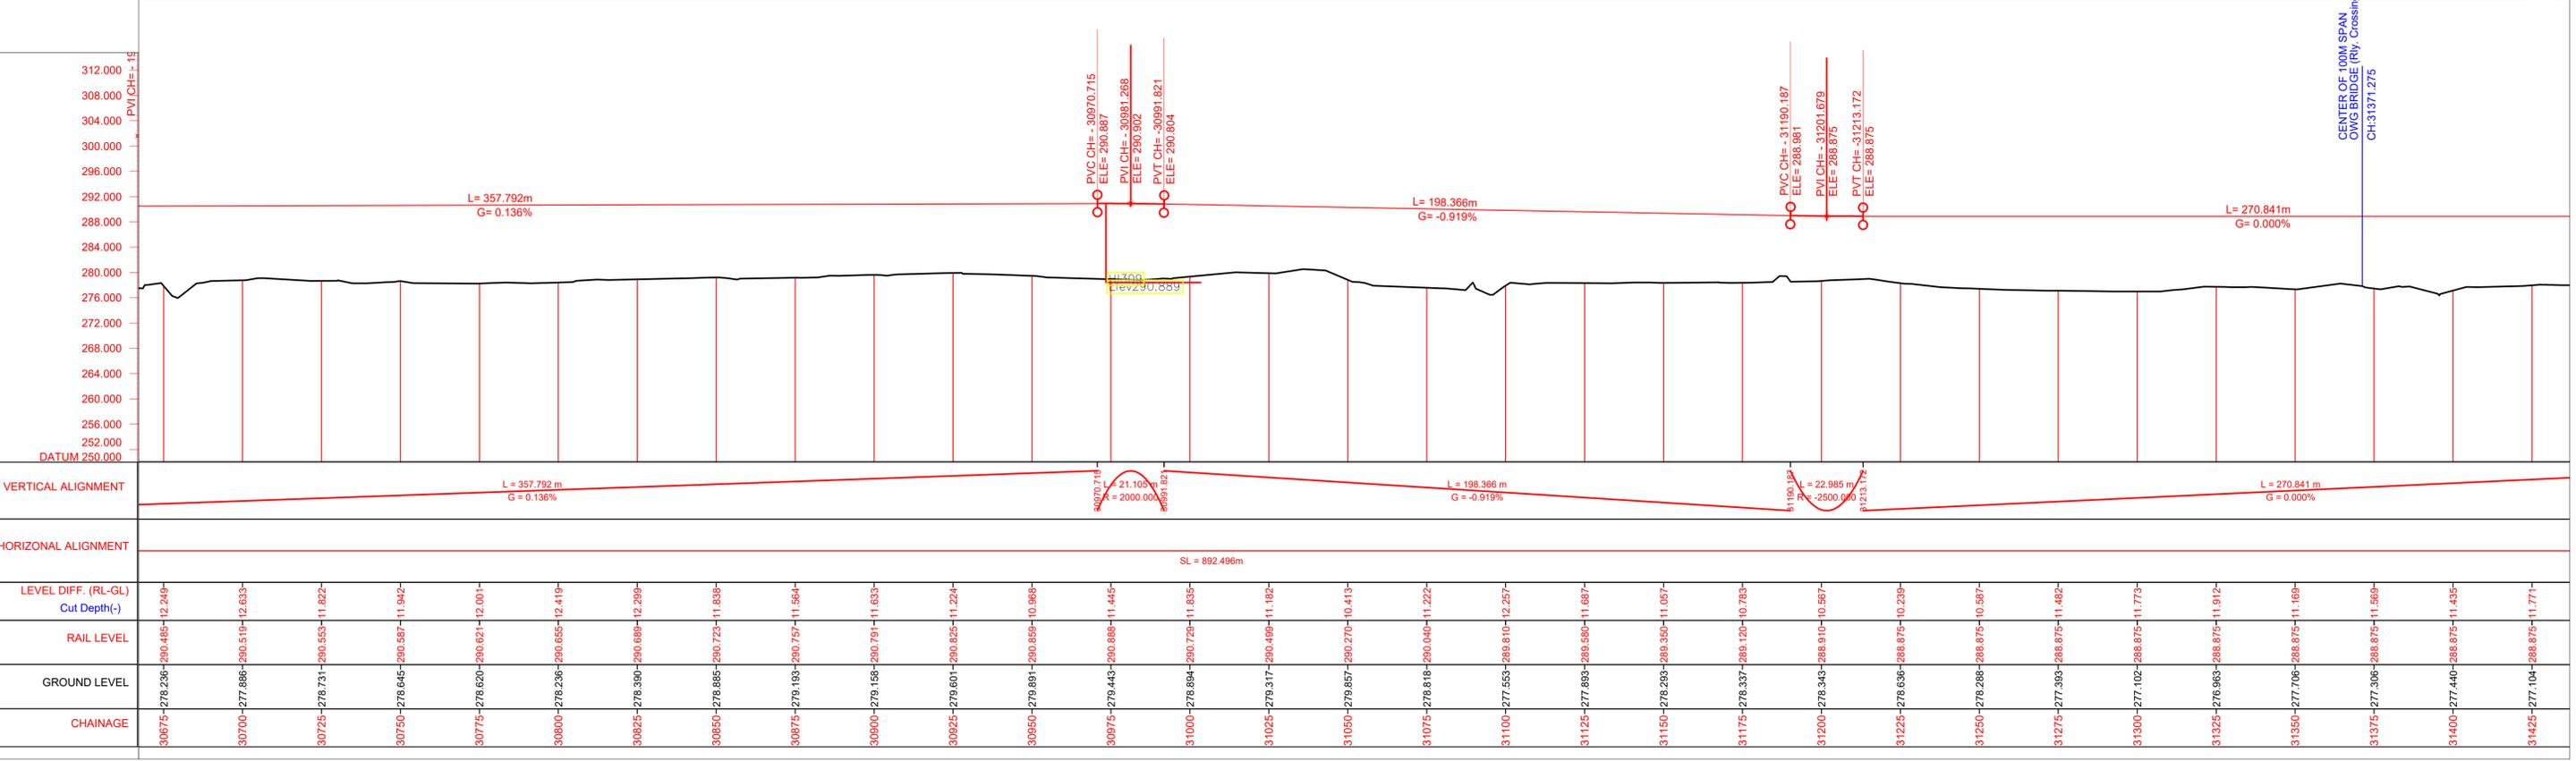 312.000
308.000
304.000
300.000
296.000
292.000
288.000
284.000
280.000
276.000
272.000
268.000
264.000
260.000
256.000
252.000
DATUM 250.000
PVI CH= - 19
PVC CH= - 30970.715
ELE= 290.887
PVI CH= - 30981.268
ELE= 290.902
PVT CH= -30991.821
ELE= 290.804
PVC CH= - 31190.187
ELE= 288.981
PVI CH= - 31201.679
ELE= 288.875
PVT CH= -31213.172
ELE= 288.875
CENTER OF 100M SPAN
OWG BRIDGE (Rly. Crossing
CH:31371.275
L= 357.792m
G= 0.136%
L= 198.366m
G= -0.919%
L= 270.841m
G= 0.000%
Elev290.889
VERTICAL ALIGNMENT
L = 357.792 m
G = 0.136%
30970.715
L = 21.105 m
R = 2000.000
30991.821
L = 198.366 m
G = -0.919%
31190.187
L = 22.985 m
R = -2500.000
31213.172
L = 270.841 m
G = 0.000%
HORIZONAL ALIGNMENT
SL = 892.496m
LEVEL DIFF. (RL-GL)
Cut Depth(-)
12.249 12.633 11.822 11.942 12.001 12.419 12.299 11.838 11.564 11.633 11.224 10.968 11.445 11.835 11.182 10.413 11.222 12.257 11.687 11.057 10.783 10.567 10.239 10.587 11.482 11.773 11.912 11.169 11.569 11.435 11.771
RAIL LEVEL
290.485 290.519 290.553 290.587 290.621 290.655 290.689 290.723 290.757 290.791 290.825 290.859 290.888 290.729 290.499 290.270 290.040 289.810 289.580 289.350 289.120 288.910 288.875 288.875 288.875 288.875 288.875 288.875 288.875 288.875 288.875
GROUND LEVEL
278.236 277.886 278.731 278.645 278.620 278.236 278.390 278.885 279.193 279.158 279.601 279.891 279.443 278.894 279.317 279.857 278.818 277.553 277.893 278.293 278.337 278.343 278.636 278.288 277.393 277.102 276.963 277.706 277.306 277.440 277.104
CHAINAGE
30675 30700 30725 30750 30775 30800 30825 30850 30875 30900 30925 30950 30975 31000 31025 31050 31075 31100 31125 31150 31175 31200 31225 31250 31275 31300 31325 31350 31375 31400 31425